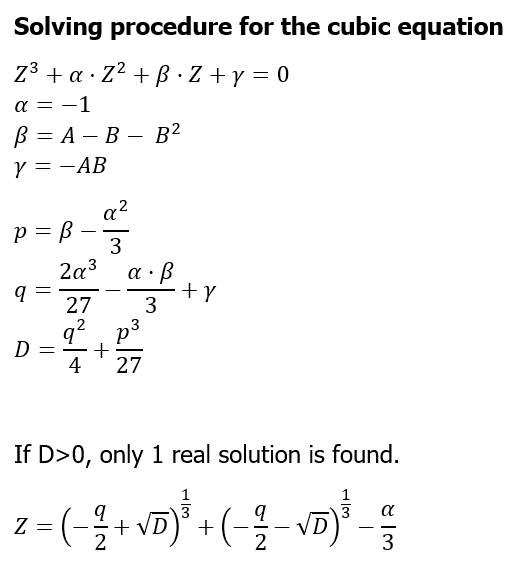 Solving procedure for the cubic equation
Z³ + α · Z² + β · Z + γ = 0
α = −1
β = A − B − B²
γ = −AB
p = β − α²/3
q = 2α³/27 − α · β/3 + γ
D = q²/4 + p³/27
If D>0, only 1 real solution is found.
Z = (−q/2 + √D)^(1/3) + (−q/2 − √D)^(1/3) − α/3